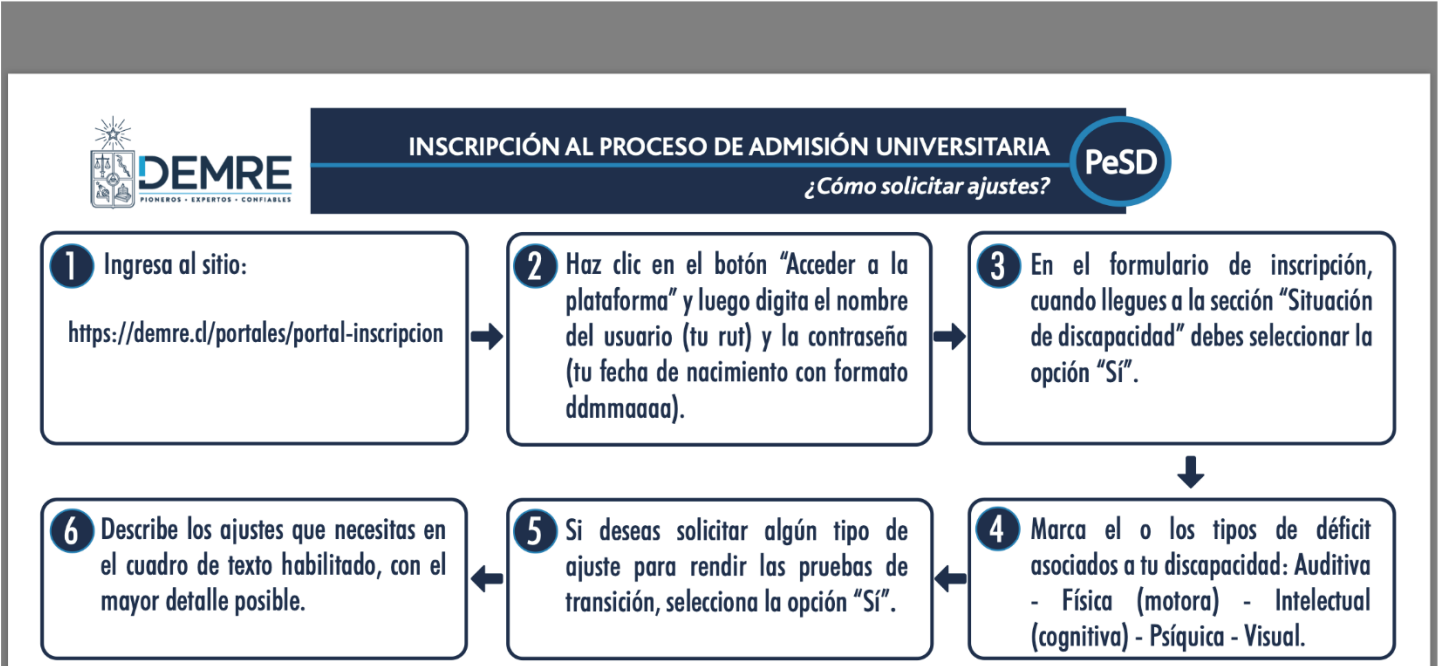 DEMRE
PIONEROS • EXPERTOS • CONFIABLES
INSCRIPCIÓN AL PROCESO DE ADMISIÓN UNIVERSITARIA
¿Cómo solicitar ajustes?
PeSD
1 Ingresa al sitio:
https://demre.cl/portales/portal-inscripcion
2 Haz clic en el botón “Acceder a la
plataforma” y luego digita el nombre
del usuario (tu rut) y la contraseña
(tu fecha de nacimiento con formato
ddmmaaaa).
3 En el formulario de inscripción,
cuando llegues a la sección “Situación
de discapacidad” debes seleccionar la
opción “Sí”.
4 Marca el o los tipos de déficit
asociados a tu discapacidad: Auditiva
- Física (motora) - Intelectual
(cognitiva) - Psíquica - Visual.
5 Si deseas solicitar algún tipo de
ajuste para rendir las pruebas de
transición, selecciona la opción “Sí”.
6 Describe los ajustes que necesitas en
el cuadro de texto habilitado, con el
mayor detalle posible.